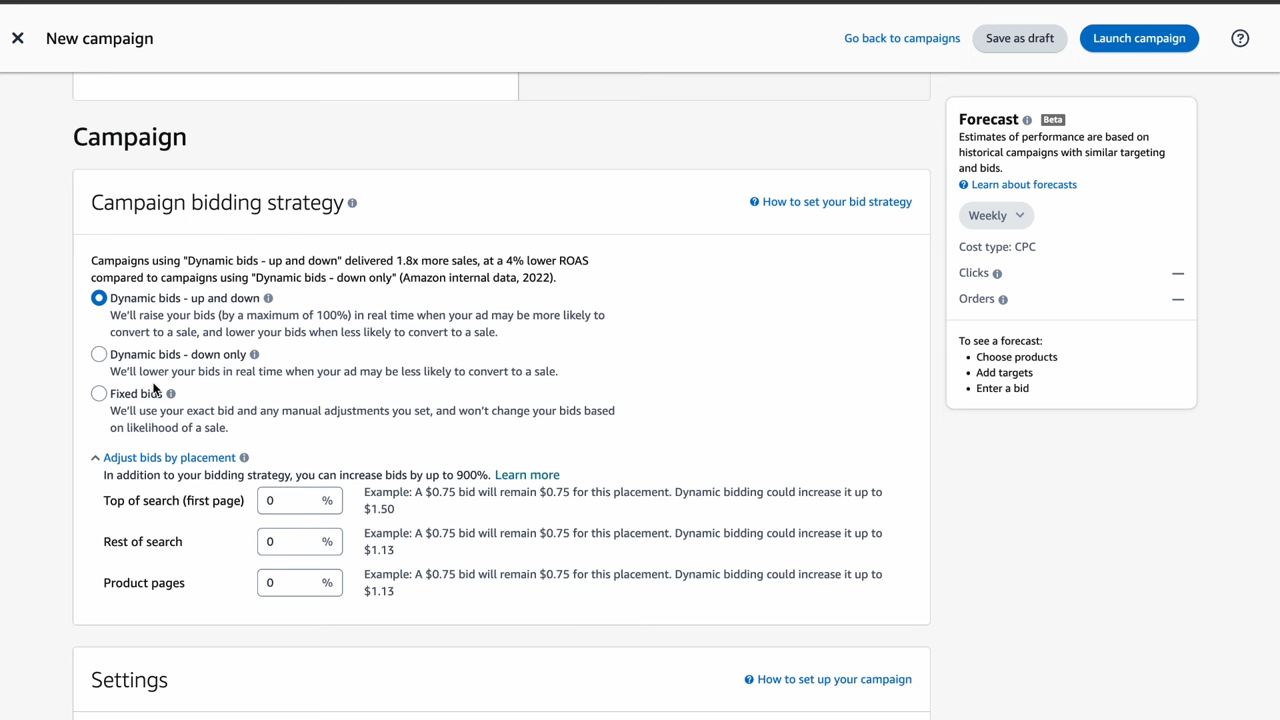 New campaign
Go back to campaigns
Save as draft
Launch campaign
Campaign
Campaign bidding strategy
How to set your bid strategy
Campaigns using "Dynamic bids - up and down" delivered 1.8x more sales, at a 4% lower ROAS
compared to campaigns using "Dynamic bids - down only" (Amazon internal data, 2022).
Dynamic bids - up and down
We'll raise your bids (by a maximum of 100%) in real time when your ad may be more likely to
convert to a sale, and lower your bids when less likely to convert to a sale.
Dynamic bids - down only
We'll lower your bids in real time when your ad may be less likely to convert to a sale.
Fixed bids
We'll use your exact bid and any manual adjustments you set, and won't change your bids based
on likelihood of a sale.
Adjust bids by placement
In addition to your bidding strategy, you can increase bids by up to 900%. Learn more
Top of search (first page) 0 % Example: A $0.75 bid will remain $0.75 for this placement. Dynamic bidding could increase it up to
$1.50
Rest of search 0 % Example: A $0.75 bid will remain $0.75 for this placement. Dynamic bidding could increase it up to
$1.13
Product pages 0 % Example: A $0.75 bid will remain $0.75 for this placement. Dynamic bidding could increase it up to
$1.13
Settings
How to set up your campaign
Forecast Beta
Estimates of performance are based on
historical campaigns with similar targeting
and bids.
Learn about forecasts
Weekly
Cost type: CPC
Clicks —
Orders —
To see a forecast:
• Choose products
• Add targets
• Enter a bid